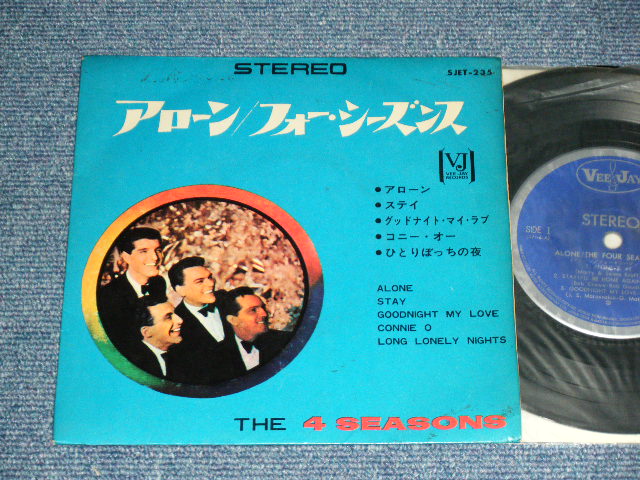 STEREO
SJET-235
アローン/フォー・シーズンス
VJ
VEE-JAY
RECORDS
●アローン
●ステイ
●グッドナイト・マイ・ラブ
●コニー・オー
●ひとりぼっちの夜
ALONE
STAY
GOODNIGHT MY LOVE
CONNIE O
LONG LONELY NIGHTS
THE 4 SEASONS
VEE JAY
SIDE 1
STEREO
ALONE/THE FOUR SEA